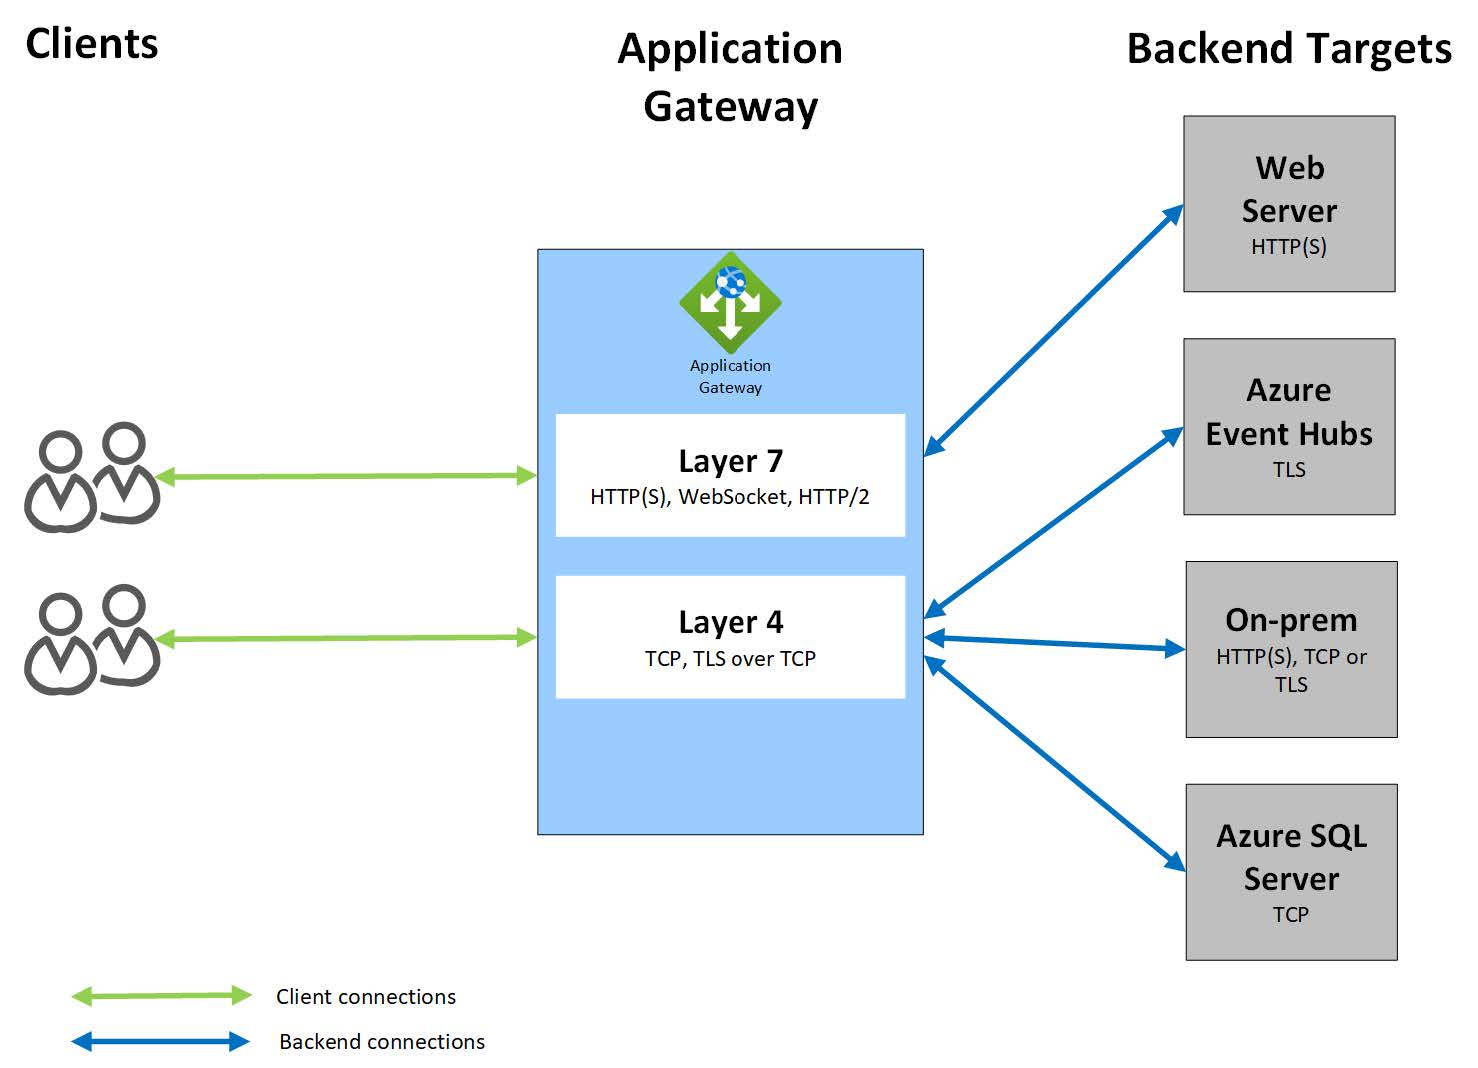 Clients
Application
Gateway
Backend Targets
Application
Gateway
Layer 7
HTTP(S), WebSocket, HTTP/2
Layer 4
TCP, TLS over TCP
Web
Server
HTTP(S)
Azure
Event Hubs
TLS
On-prem
HTTP(S), TCP or
TLS
Azure SQL
Server
TCP
Client connections
Backend connections